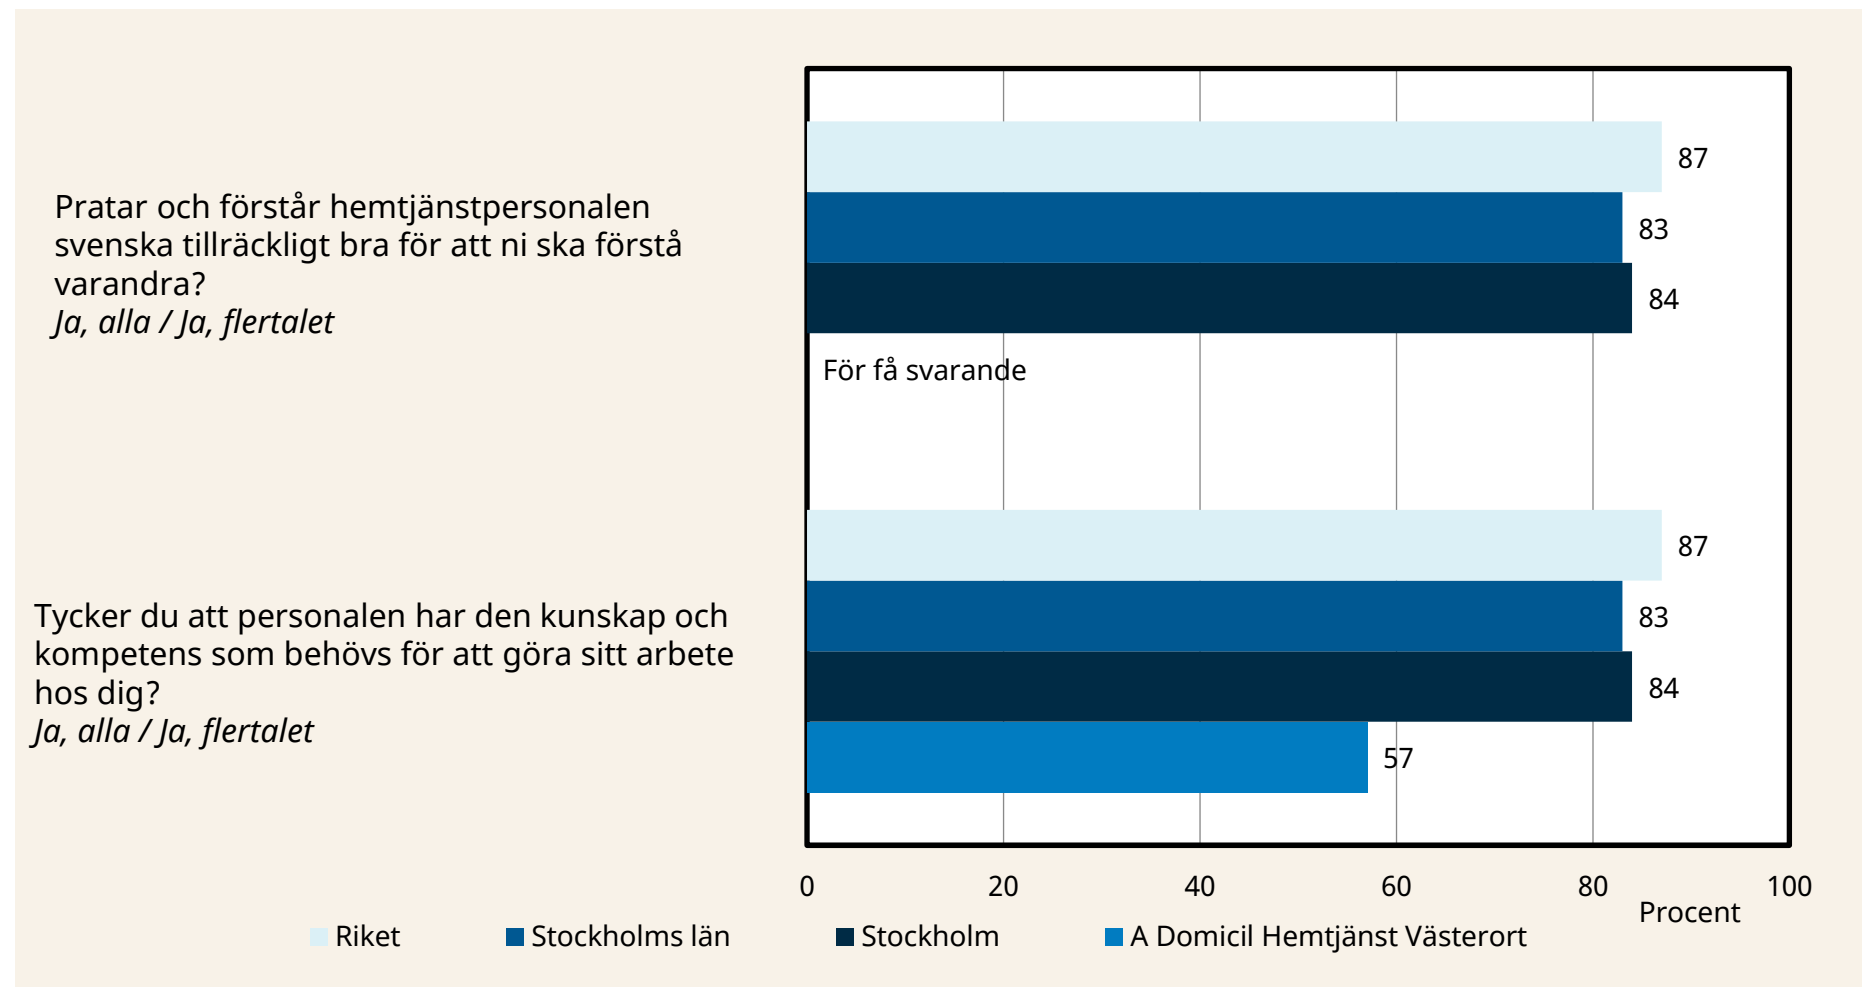 Pratar och förstår hemtjänstpersonalen
svenska tillräckligt bra för att ni ska förstå
varandra?
Ja, alla / Ja, flertalet
87
83
84
För få svarande
Tycker du att personalen har den kunskap och
kompetens som behövs för att göra sitt arbete
hos dig?
Ja, alla / Ja, flertalet
87
83
84
57
0 20 40 60 80 100
Procent
Riket Stockholms län Stockholm A Domicil Hemtjänst Västerort